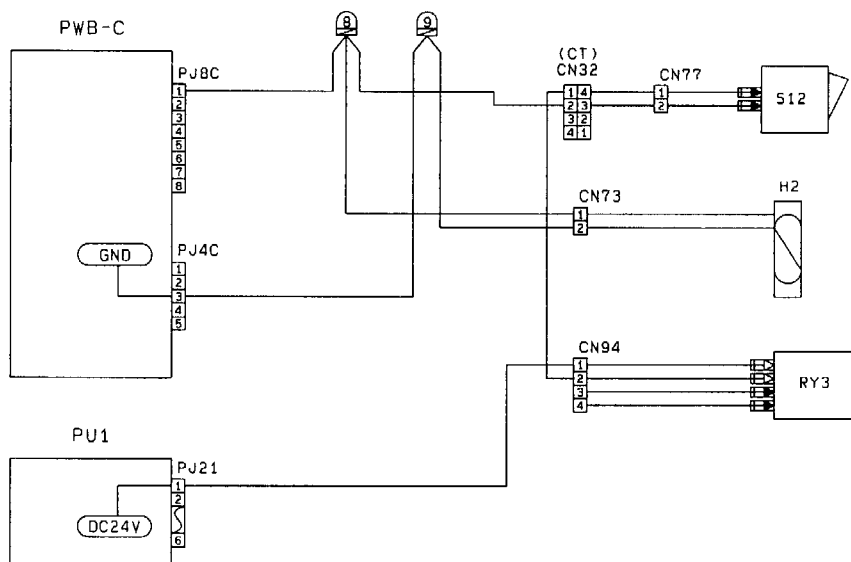 8 9
PWB-C
(CT)
PJ8C CN32 CN77
1 1 4 1 S12
2 2 3 2
3 3 2
4 4 1
5
6
7
8
CN73 H2
1
2
GND PJ4C
1
2
3
4
5
CN94
1
2 RY3
3
4
PU1
PJ21
1
2
DC24V 6